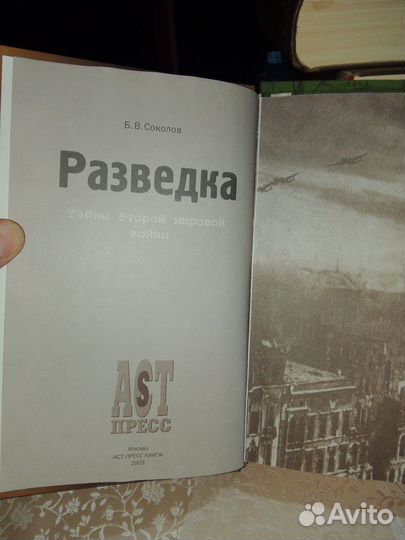 Б. В. Соколов
Разведка
Тайны Второй мировой
войны
AST
ПРЕСС
Москва
«АСТ-ПРЕСС КНИГА»
2003
Avito